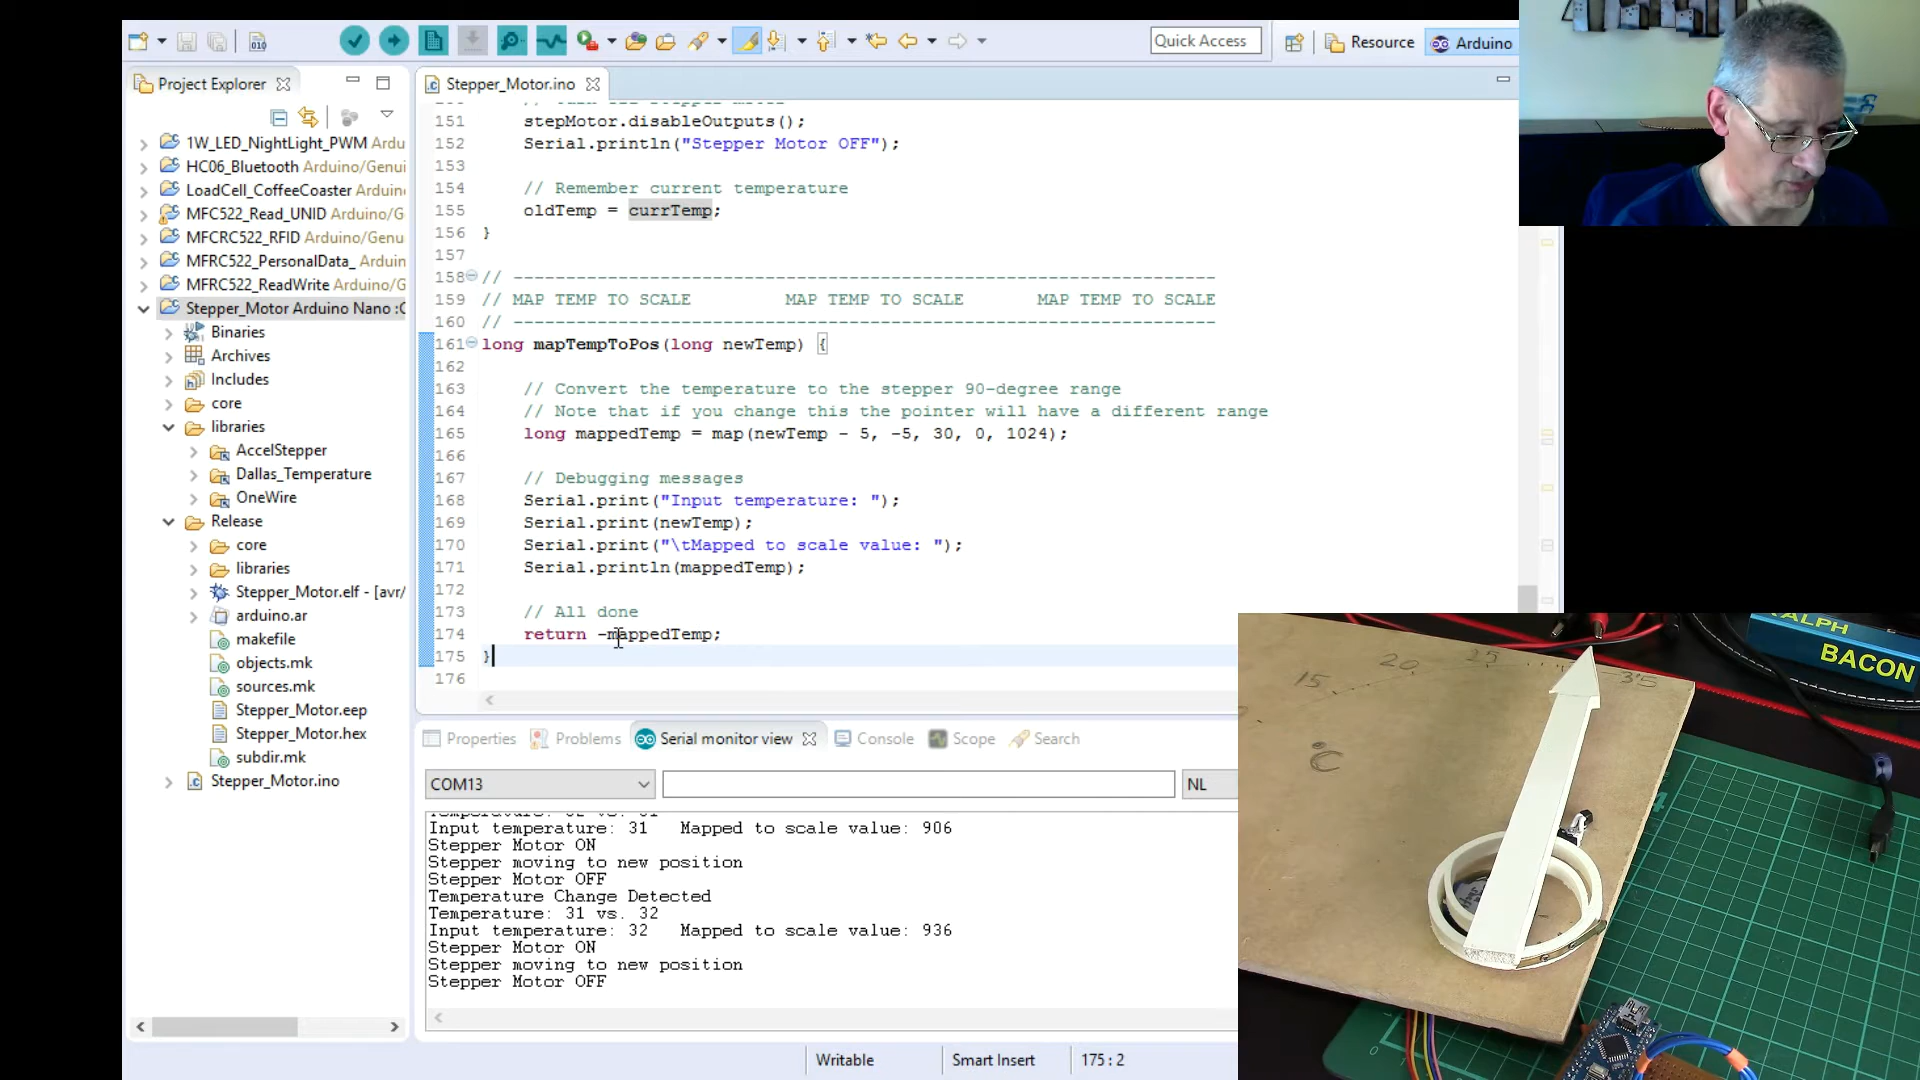 Quick Access
Resource
Arduino
Project Explorer
Stepper_Motor.ino
1W_LED_NightLight_PWM Ardu
HC06_Bluetooth Arduino/Genui
LoadCell_CoffeeCoaster Arduin
MFC522_Read_UNID Arduino/G
MFCRC522_RFID Arduino/Genu
MFRC522_PersonalData_ Arduin
MFRC522_ReadWrite Arduino/G
Stepper_Motor Arduino Nano :C
Binaries
Archives
Includes
core
libraries
AccelStepper
Dallas_Temperature
OneWire
Release
core
libraries
Stepper_Motor.elf - [avr/
arduino.ar
makefile
objects.mk
sources.mk
Stepper_Motor.eep
Stepper_Motor.hex
subdir.mk
Stepper_Motor.ino
151 stepMotor.disableOutputs();
152 Serial.println("Stepper Motor OFF");
153
154 // Remember current temperature
155 oldTemp = currTemp;
156 }
157
158 // -------------------------------------------------------------------
159 // MAP TEMP TO SCALE MAP TEMP TO SCALE MAP TEMP TO SCALE
160 // -------------------------------------------------------------------
161 long mapTempToPos(long newTemp) {
162
163 // Convert the temperature to the stepper 90-degree range
164 // Note that if you change this the pointer will have a different range
165 long mappedTemp = map(newTemp - 5, -5, 30, 0, 1024);
166
167 // Debugging messages
168 Serial.print("Input temperature: ");
169 Serial.print(newTemp);
170 Serial.print("\tMapped to scale value: ");
171 Serial.println(mappedTemp);
172
173 // All done
174 return -mappedTemp;
175 }
176
Properties
Problems
Serial monitor view
Console
Scope
Search
COM13
NL
Input temperature: 31 Mapped to scale value: 906
Stepper Motor ON
Stepper moving to new position
Stepper Motor OFF
Temperature Change Detected
Temperature: 31 vs. 32
Input temperature: 32 Mapped to scale value: 936
Stepper Motor ON
Stepper moving to new position
Stepper Motor OFF
Writable
Smart Insert
175 : 2
15
20
25
35
°C
RALPH
BACON